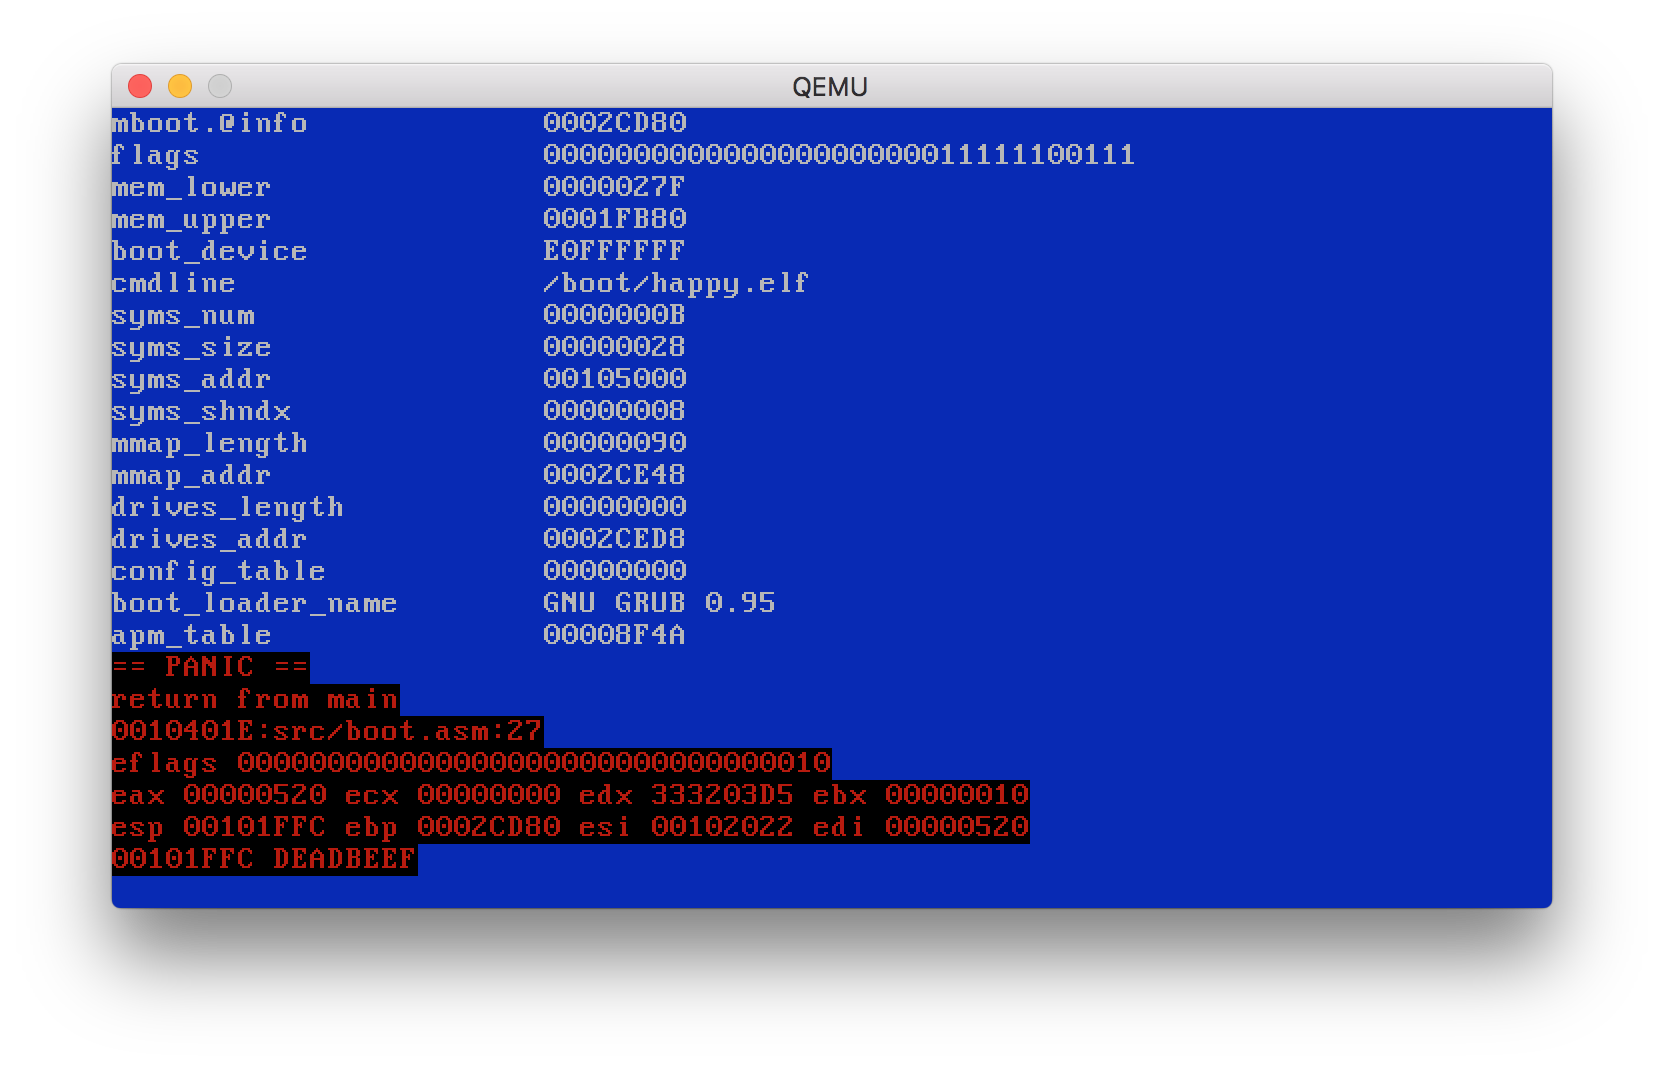 QEMU
mboot.@info 0002CD80
flags 000000000000000000000011111100111
mem_lower 0000027F
mem_upper 0001FB80
boot_device E0FFFFFF
cmdline /boot/happy.elf
syms_num 0000000B
syms_size 00000028
syms_addr 00105000
syms_shndx 00000008
mmap_length 00000090
mmap_addr 0002CE48
drives_length 00000000
drives_addr 0002CED8
config_table 00000000
boot_loader_name GNU GRUB 0.95
apm_table 00008F4A
== PANIC ==
return from main
0010401E:src/boot.asm:27
eflags 000000000000000000000000000000010
eax 00000520 ecx 00000000 edx 333203D5 ebx 00000010
esp 00101FFC ebp 0002CD80 esi 00102022 edi 00000520
00101FFC DEADBEEF